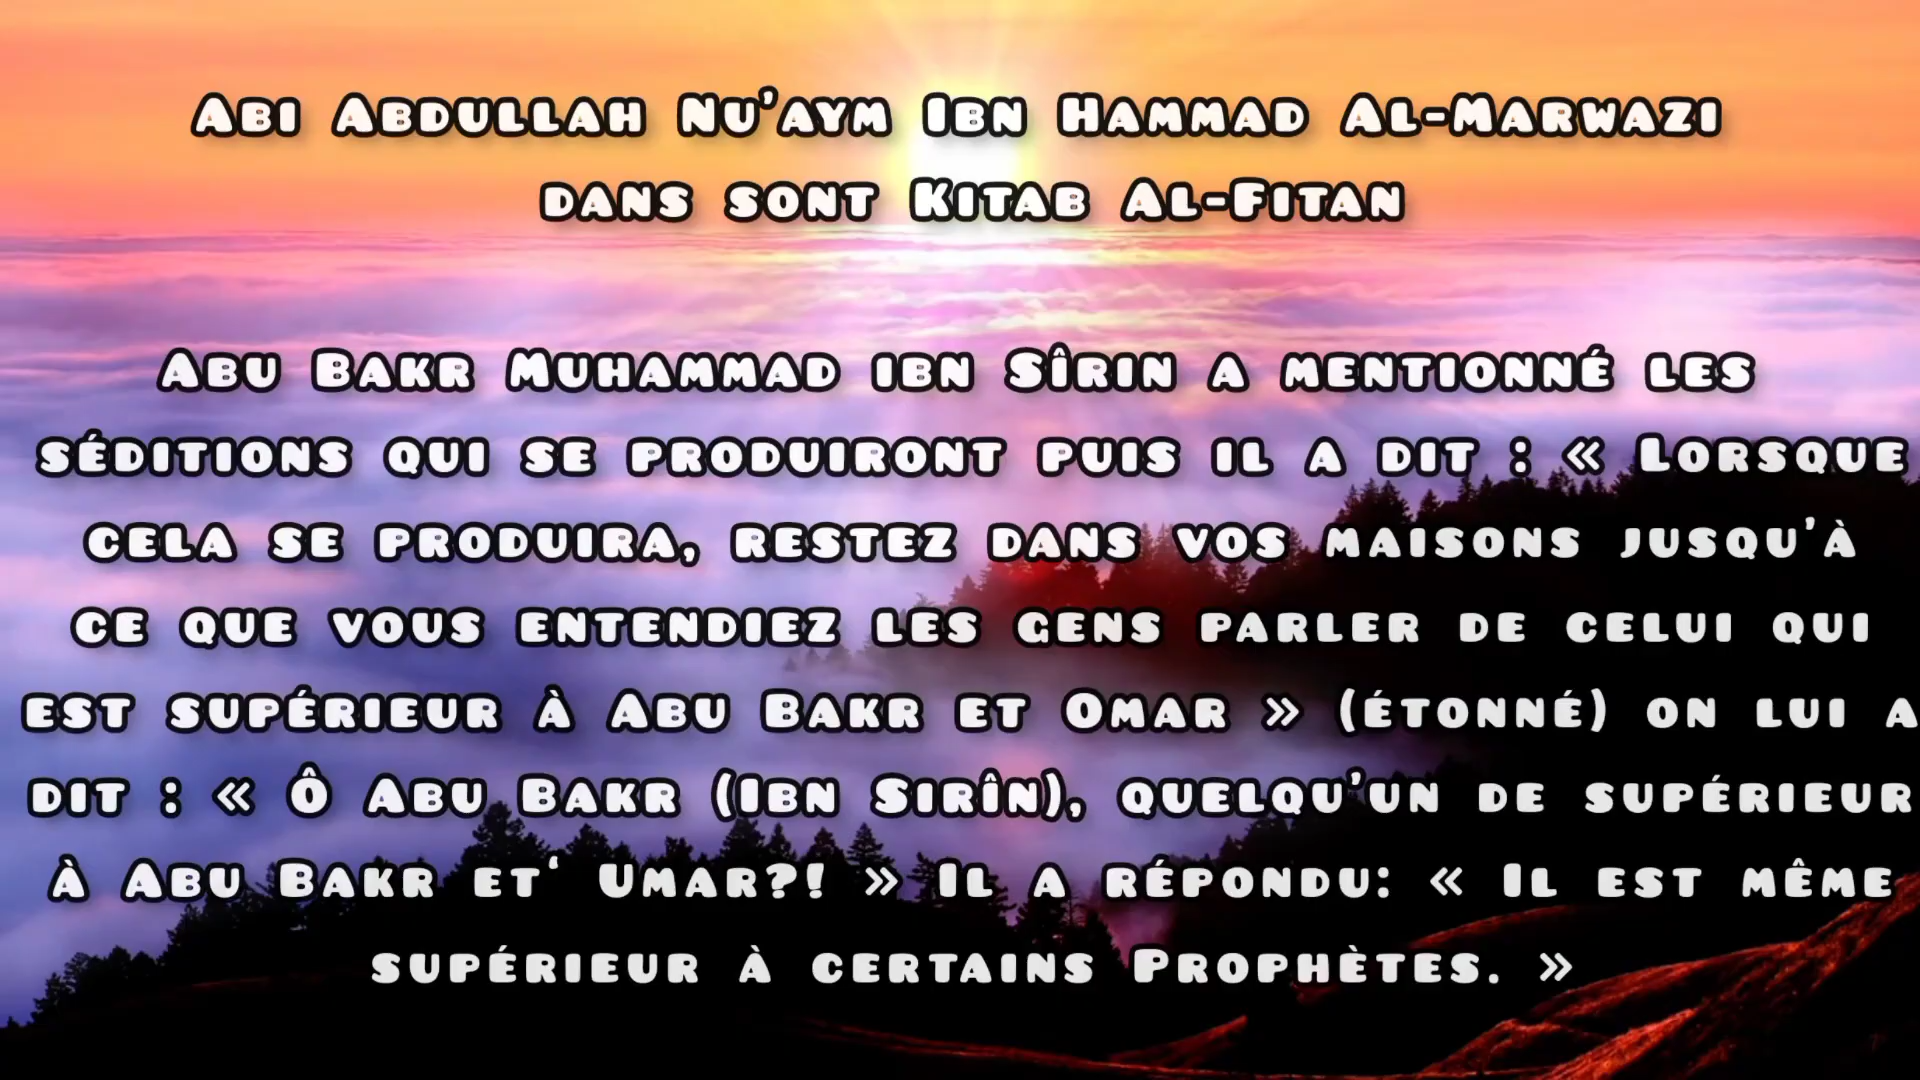 Abi Abdullah Nu'aym Ibn Hammad Al-Marwazi
dans sont Kitab Al-Fitan
Abu Bakr Muhammad ibn Sîrin a mentionné les
séditions qui se produiront puis il a dit : « Lorsque
cela se produira, restez dans vos maisons jusqu'à
ce que vous entendiez les gens parler de celui qui
est supérieur à Abu Bakr et Omar » (étonné) on lui a
dit : « Ô Abu Bakr (Ibn Sirîn), quelqu'un de supérieur
à Abu Bakr et‘ Umar?! » Il a répondu: « Il est même
supérieur à certains Prophètes. »